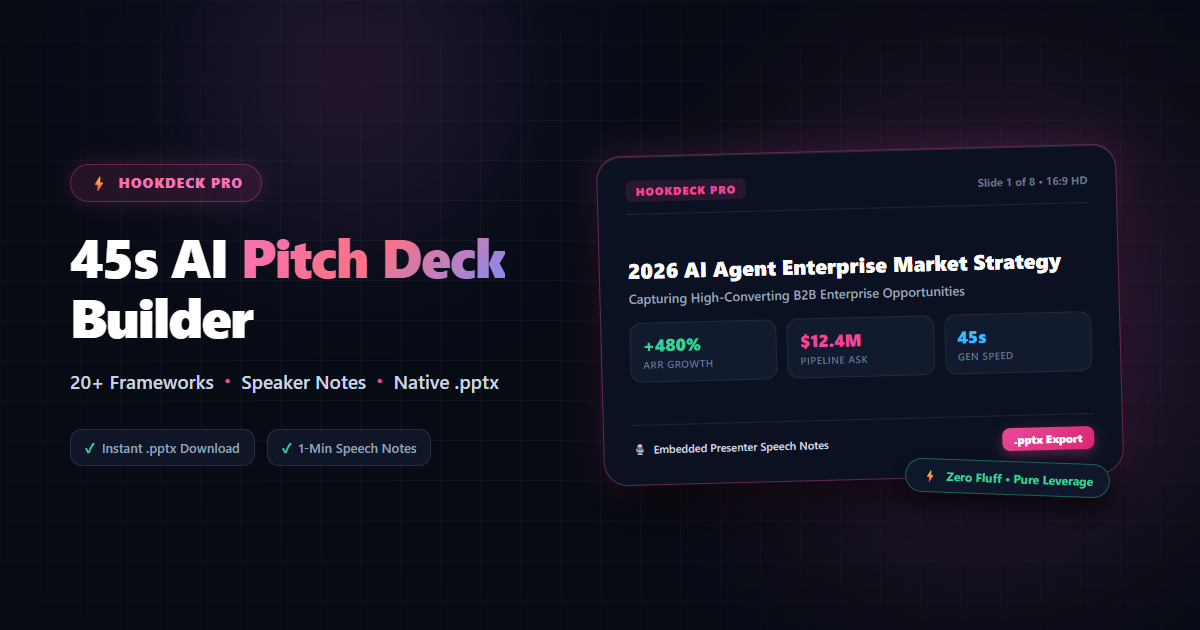 ⚡ HOOKDECK PRO
45s AI Pitch Deck
Builder
20+ Frameworks • Speaker Notes • Native .pptx
✓ Instant .pptx Download
✓ 1-Min Speech Notes
HOOKDECK PRO
Slide 1 of 8 • 16:9 HD
2026 AI Agent Enterprise Market Strategy
Capturing High-Converting B2B Enterprise Opportunities
+480%
ARR GROWTH
$12.4M
PIPELINE ASK
45s
GEN SPEED
Embedded Presenter Speech Notes
.pptx Export
⚡ Zero Fluff • Pure Leverage